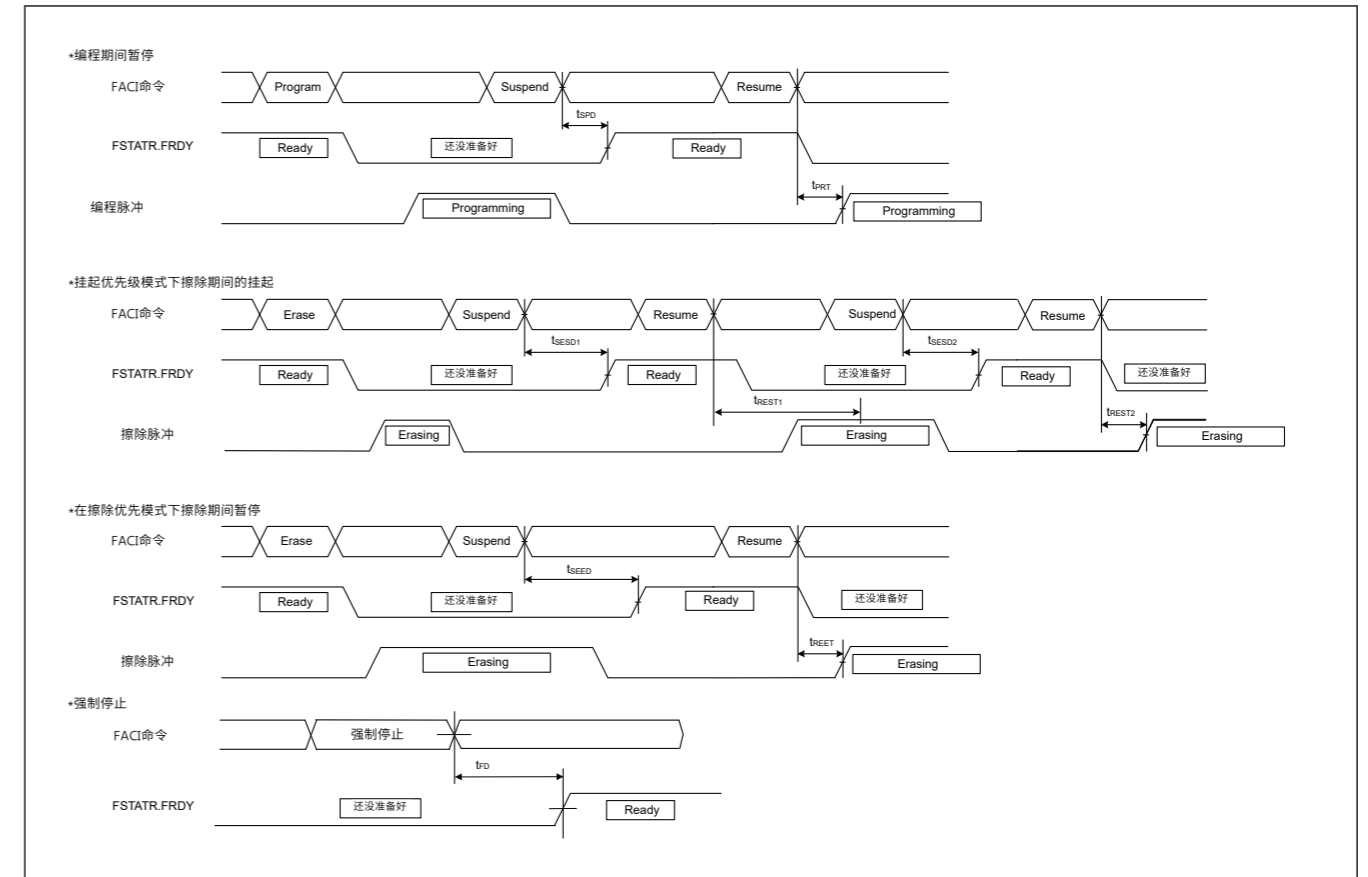 *编程期间暂停
FACI命令 Program Suspend Resume
tSPD
FSTATR.FRDY Ready 还没准备好 Ready
tPRT
编程脉冲 Programming Programming
*挂起优先级模式下擦除期间的挂起
FACI命令 Erase Suspend Resume Suspend Resume
tSESD1 tSESD2
FSTATR.FRDY Ready 还没准备好 Ready 还没准备好 Ready 还没准备好
tREST1 tREST2
擦除脉冲 Erasing Erasing Erasing
*在擦除优先模式下擦除期间暂停
FACI命令 Erase Suspend Resume
tSEED
FSTATR.FRDY Ready 还没准备好 Ready 还没准备好
tREET
擦除脉冲 Erasing Erasing
*强制停止
FACI命令 强制停止
tFD
FSTATR.FRDY 还没准备好 Ready